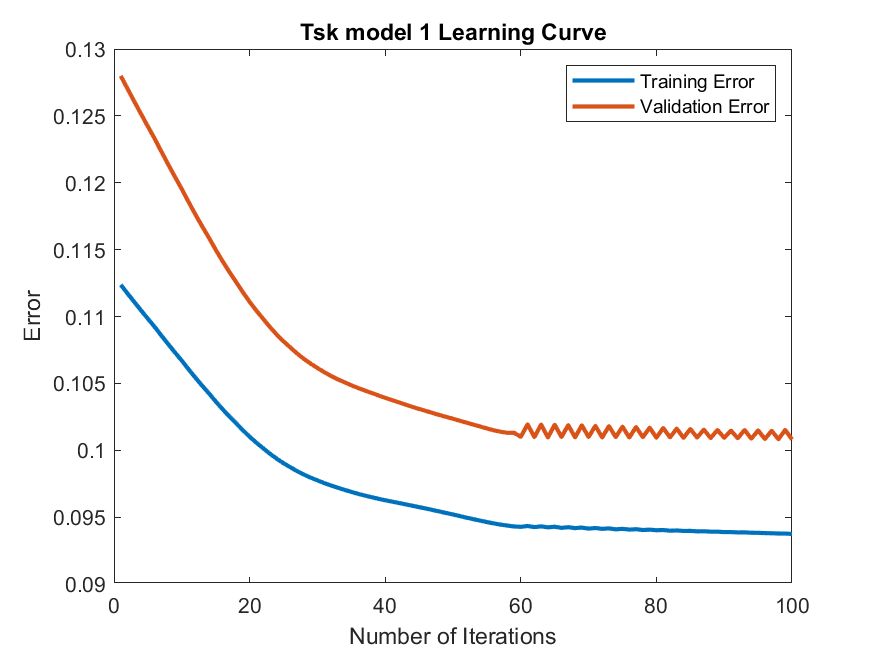 Tsk model 1 Learning Curve
0.13
0.125
0.12
0.115
0.11
0.105
0.1
0.095
0.09
Error
Training Error
Validation Error
0 20 40 60 80 100
Number of Iterations